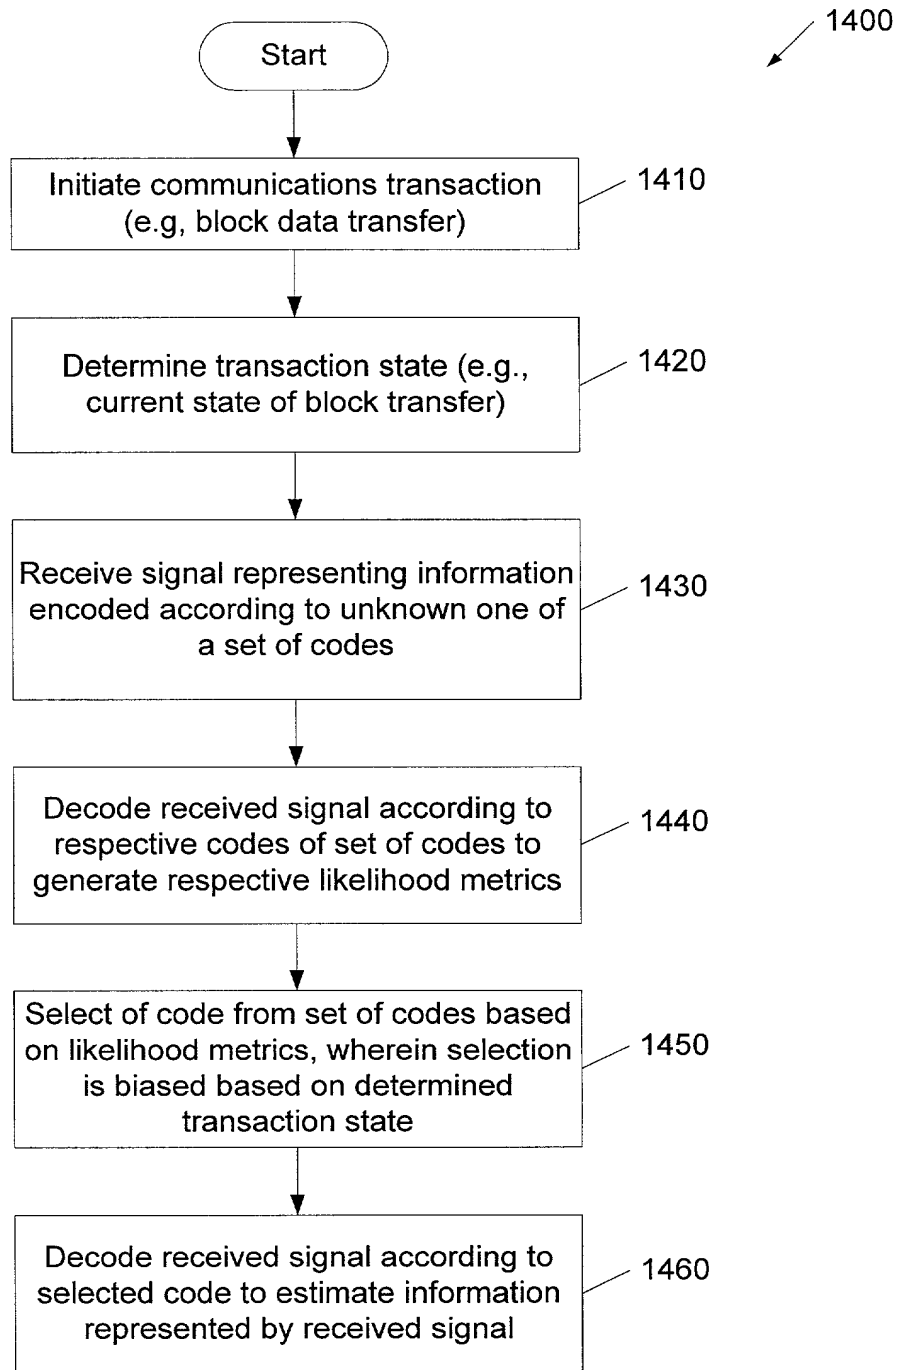 1400
Start
Initiate communications transaction
(e.g, block data transfer)
1410
Determine transaction state (e.g.,
current state of block transfer)
1420
Receive signal representing information
encoded according to unknown one of
a set of codes
1430
Decode received signal according to
respective codes of set of codes to
generate respective likelihood metrics
1440
Select of code from set of codes based
on likelihood metrics, wherein selection
is biased based on determined
transaction state
1450
Decode received signal according to
selected code to estimate information
represented by received signal
1460